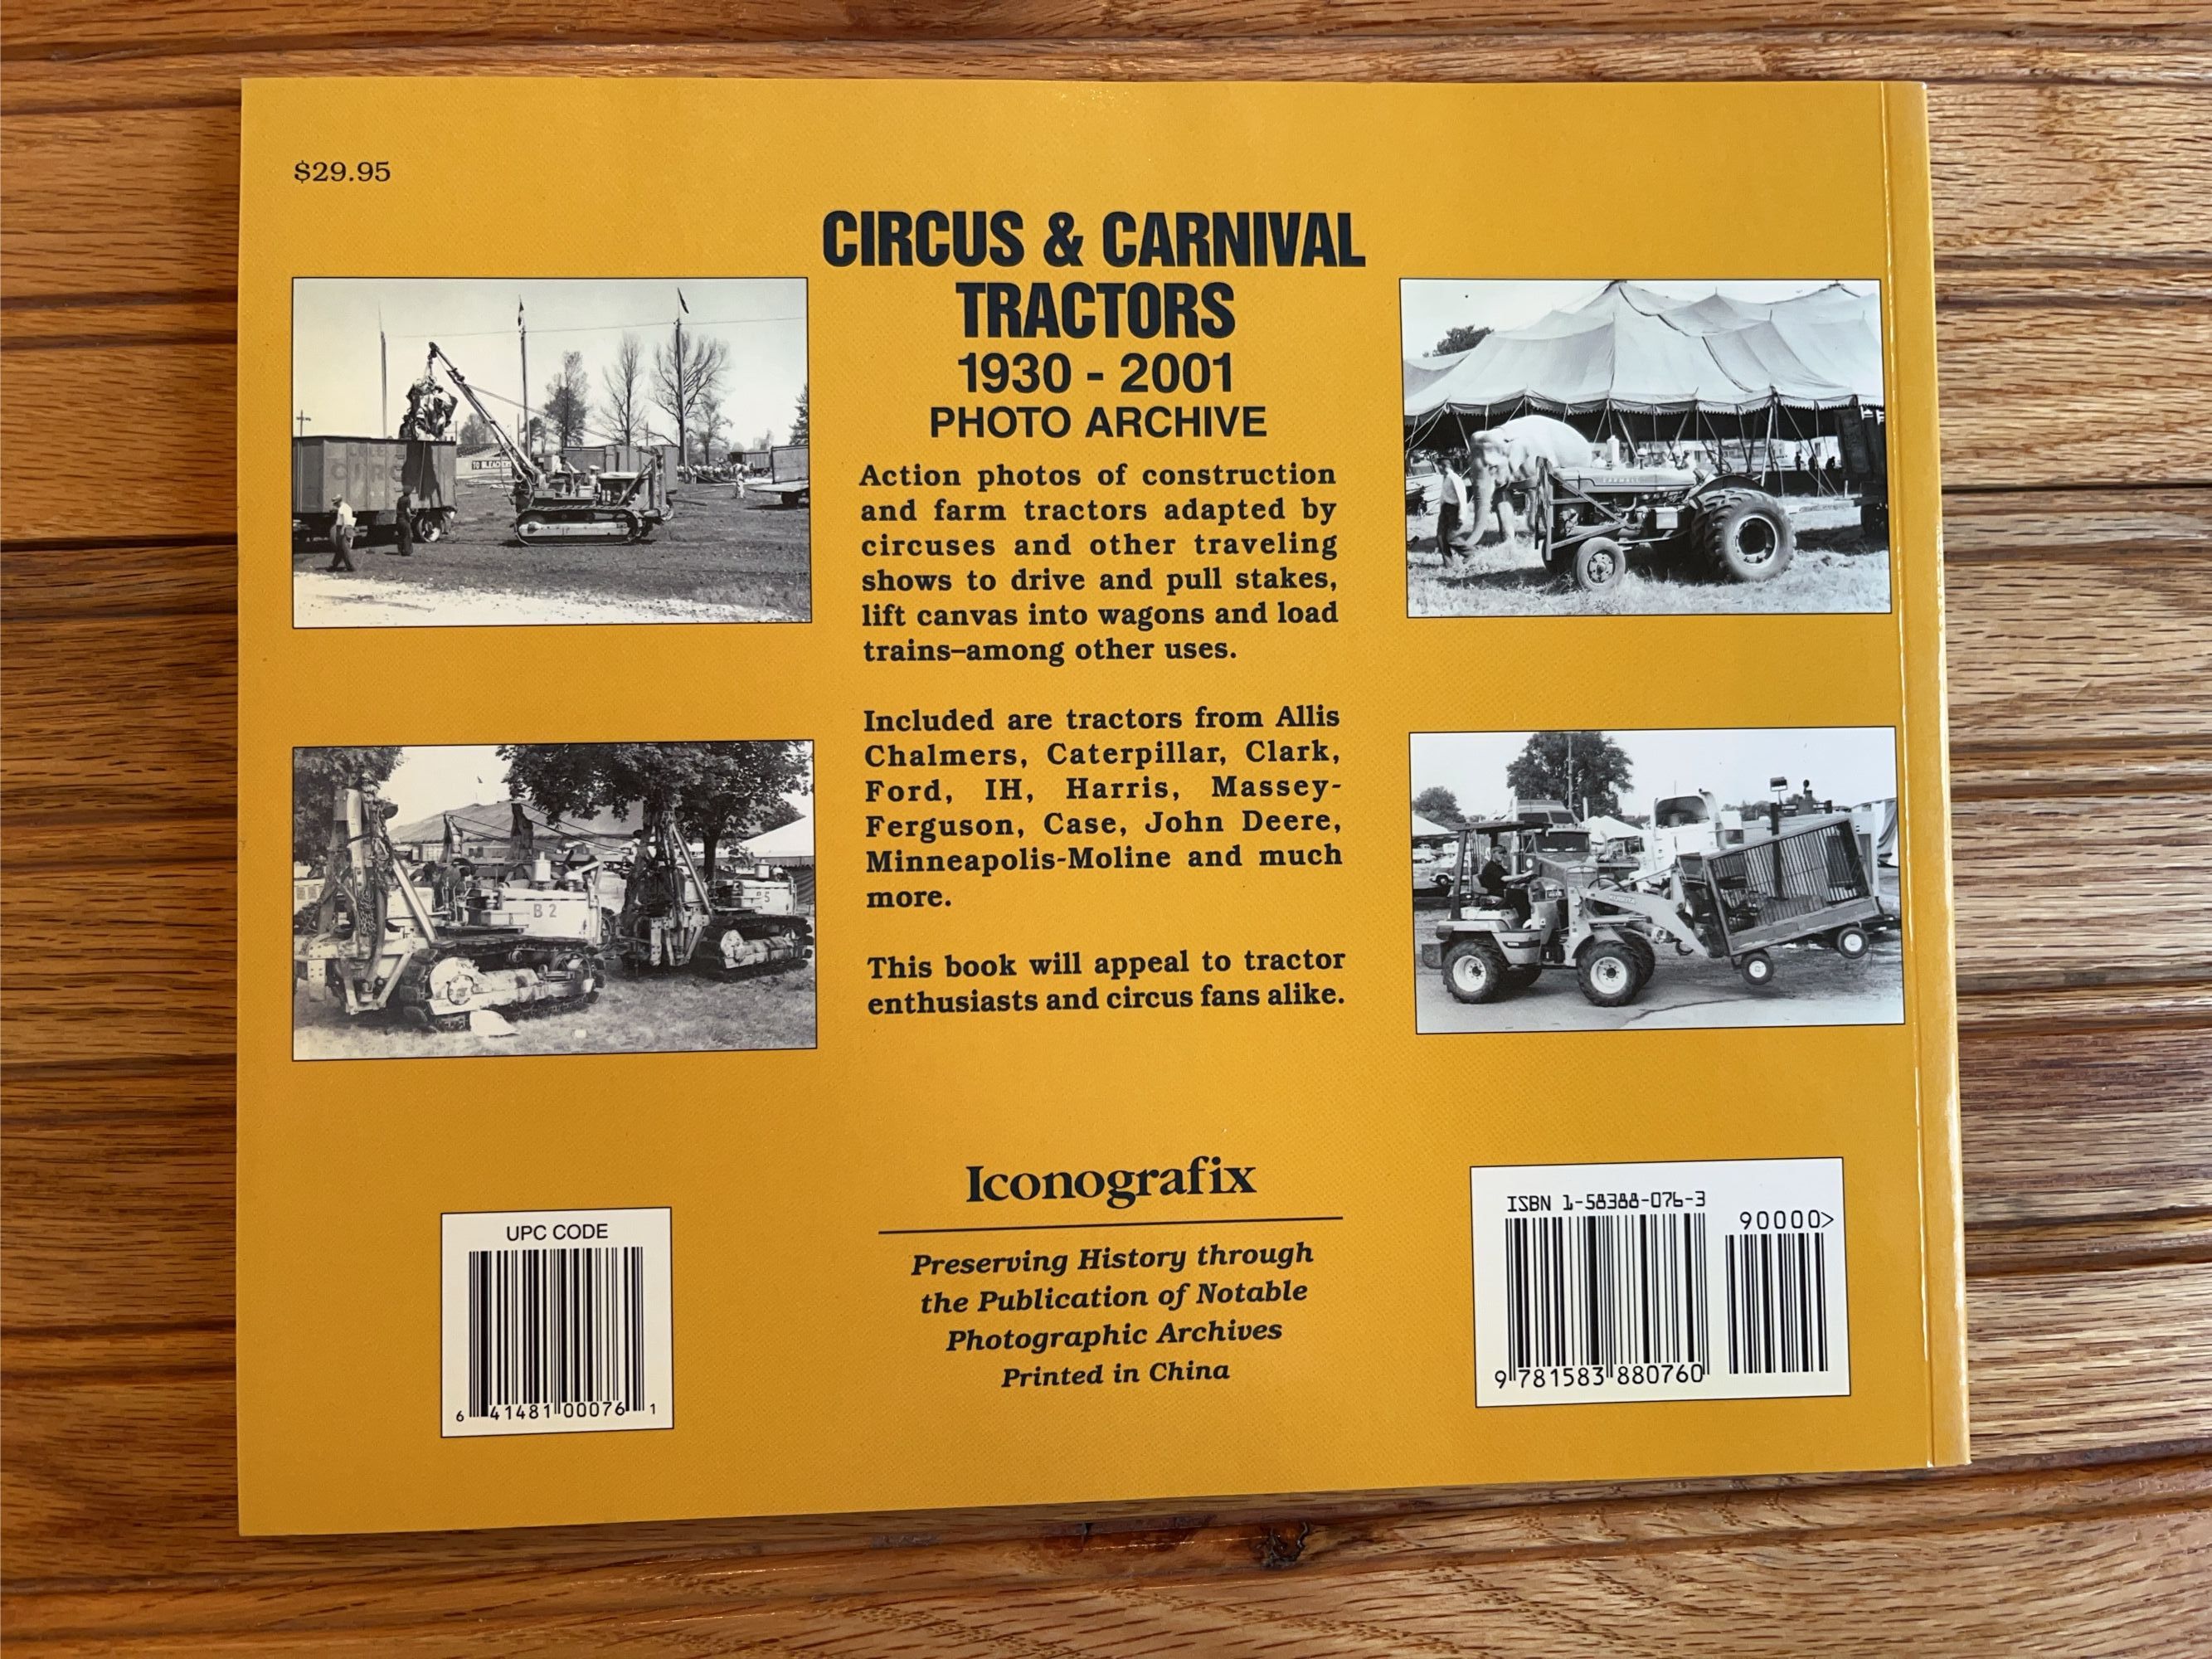 $29.95
CIRCUS & CARNIVAL
TRACTORS
1930 - 2001
PHOTO ARCHIVE
Action photos of construction
and farm tractors adapted by
circuses and other traveling
shows to drive and pull stakes,
lift canvas into wagons and load
trains–among other uses.
Included are tractors from Allis
Chalmers, Caterpillar, Clark,
Ford, IH, Harris, Massey-
Ferguson, Case, John Deere,
Minneapolis-Moline and much
more.
This book will appeal to tractor
enthusiasts and circus fans alike.
TO BLEACHERS
B 2
B 5
FARMALL
Iconografix
Preserving History through
the Publication of Notable
Photographic Archives
Printed in China
UPC CODE
6 41481 00076 1
ISBN 1-58388-076-3
90000>
9 781583 880760